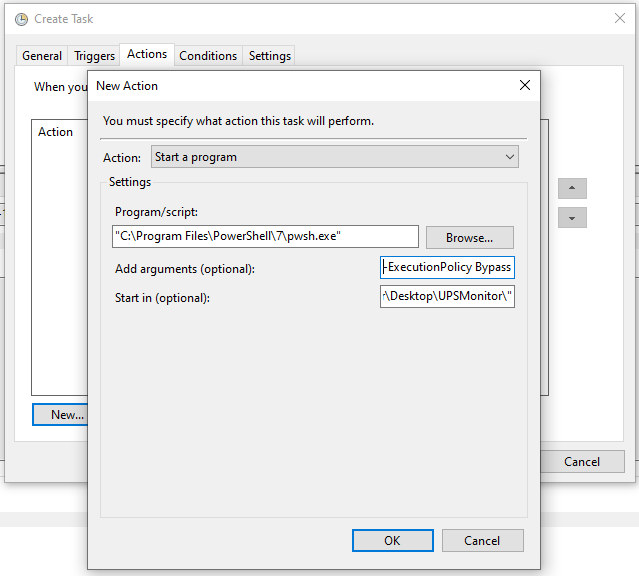 Create Task
General Triggers Actions Conditions Settings
When you
Action
New...
Cancel
New Action
You must specify what action this task will perform.
Action: Start a program
Settings
Program/script:
"C:\Program Files\PowerShell\7\pwsh.exe" Browse...
Add arguments (optional): -ExecutionPolicy Bypass
Start in (optional): \Desktop\UPSMonitor\"
OK Cancel